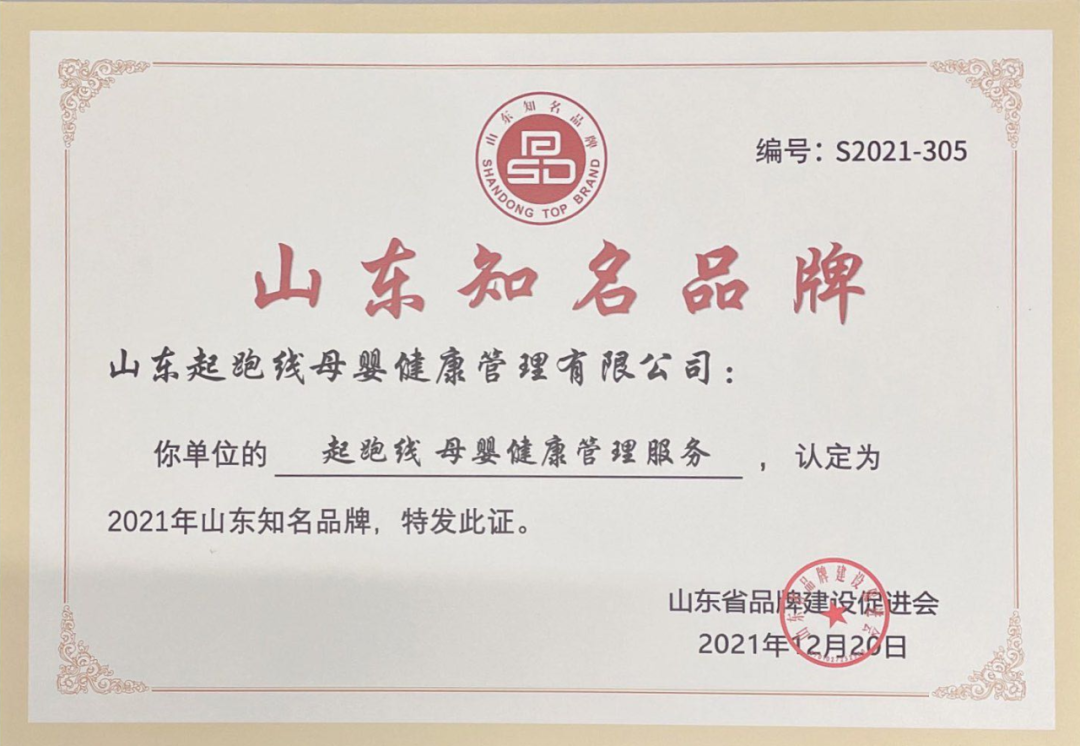 山东知名品牌
SHANDONG TOP BRAND
编号：S2021-305
山东知名品牌
山东起跑线母婴健康管理有限公司：
你单位的 起跑线 母婴健康管理服务 ， 认定为
2021年山东知名品牌，特发此证。
山东省品牌建设促进会
2021年12月20日